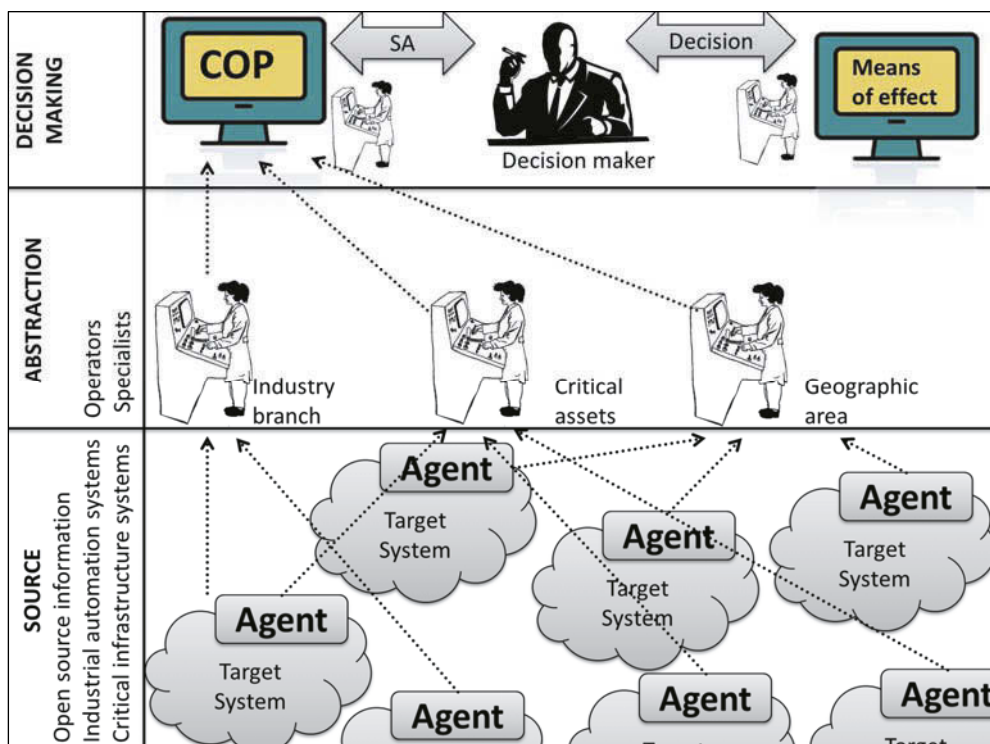 DECISION
MAKING
COP
SA
Decision
Means
of effect
Decision maker
ABSTRACTION
Operators
Specialists
Industry
branch
Critical
assets
Geographic
area
SOURCE
Open source information
Industrial automation systems
Critical infrastructure systems
Agent
Target
System
Agent
Target
System
Agent
Target
System
Agent
Target
System
Agent
Agent
Agent
Target